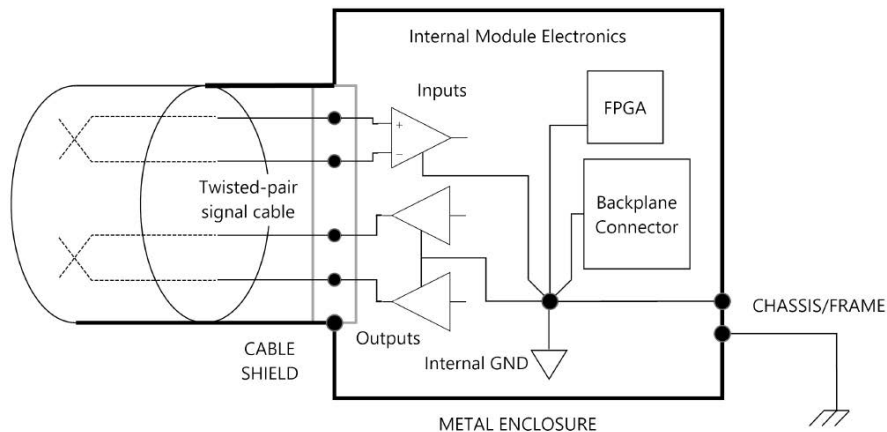 Internal Module Electronics
Inputs
FPGA
+
−
Twisted-pair
signal cable
Backplane
Connector
CHASSIS/FRAME
Outputs
CABLE
SHIELD
Internal GND
METAL ENCLOSURE